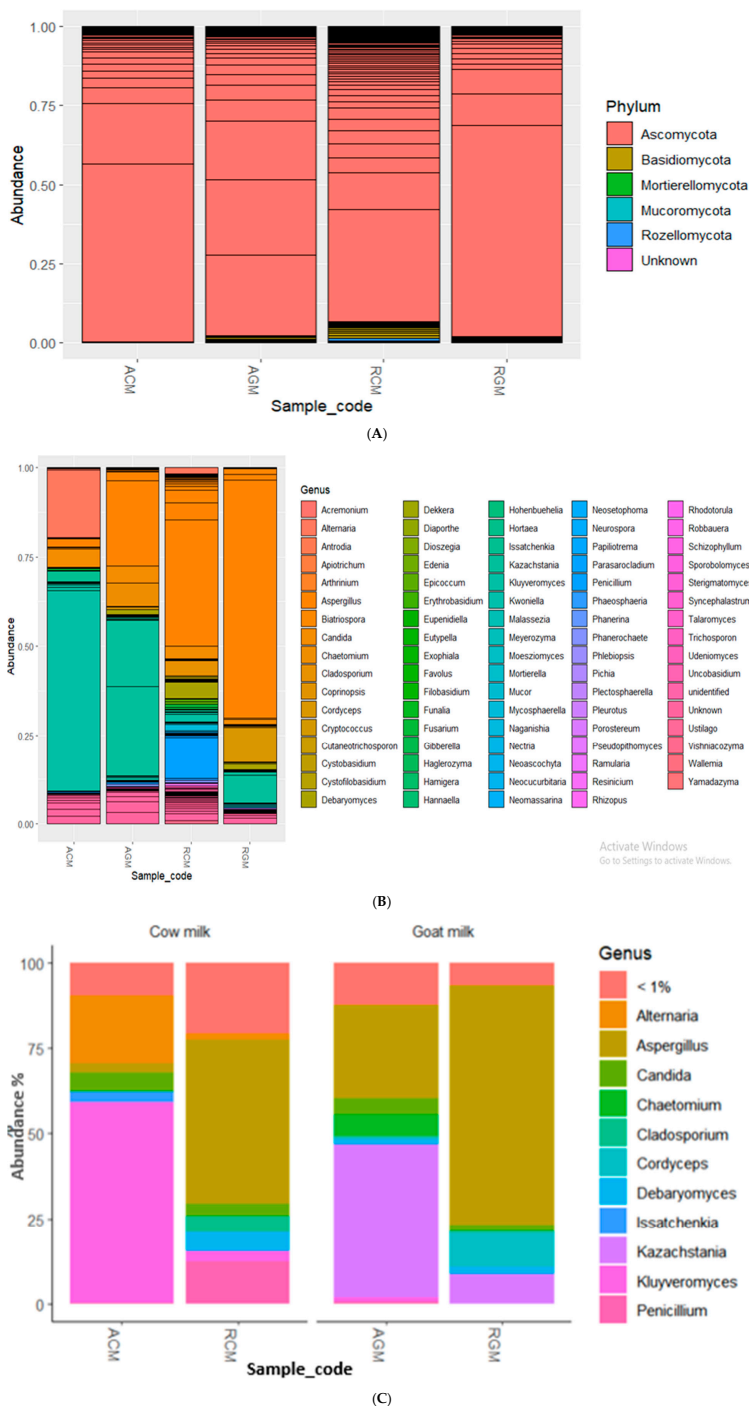 1.00
0.75
0.50
0.25
0.00
Abundance
ACM
AGM
RCM
RGM
Sample_code
Phylum
Ascomycota
Basidiomycota
Mortierellomycota
Mucoromycota
Rozellomycota
Unknown
(A)
1.00
0.75
0.50
0.25
0.00
Abundance
ACM
AGM
RCM
RGM
Sample_code
Genus
Acremonium
Alternaria
Antrodia
Apiotrichum
Arthrinium
Aspergillus
Biatriospora
Candida
Chaetomium
Cladosporium
Coprinopsis
Cordyceps
Cryptococcus
Cutaneotrichosporon
Cystobasidium
Cystofilobasidium
Debaryomyces
Dekkera
Diaporthe
Dioszegia
Edenia
Epicoccum
Erythrobasidium
Eupenidiella
Eutypella
Exophiala
Favolus
Filobasidium
Funalia
Fusarium
Gibberella
Haglerozyma
Hamigera
Hannaella
Hohenbuehelia
Hortaea
Issatchenkia
Kazachstania
Kluyveromyces
Kwoniella
Malassezia
Meyerozyma
Moesziomyces
Mortierella
Mucor
Mycosphaerella
Naganishia
Nectria
Neoascochyta
Neocucurbitaria
Neomassarina
Neosetophoma
Neurospora
Papiliotrema
Parasarocladium
Penicillium
Phaeosphaeria
Phanerina
Phanerochaete
Phlebiopsis
Pichia
Plectosphaerella
Pleurotus
Porostereum
Pseudopithomyces
Ramularia
Resinicium
Rhizopus
Rhodotorula
Robbauera
Schizophyllum
Sporobolomyces
Sterigmatomyces
Syncephalastrum
Talaromyces
Trichosporon
Udeniomyces
Uncobasidium
unidentified
Unknown
Ustilago
Vishniacozyma
Wallemia
Yamadazyma
Activate Windows
Go to Settings to activate Windows.
(B)
Cow milk
Goat milk
100
75
50
25
0
Abundance %
ACM
RCM
AGM
RGM
Sample_code
Genus
< 1%
Alternaria
Aspergillus
Candida
Chaetomium
Cladosporium
Cordyceps
Debaryomyces
Issatchenkia
Kazachstania
Kluyveromyces
Penicillium
(C)